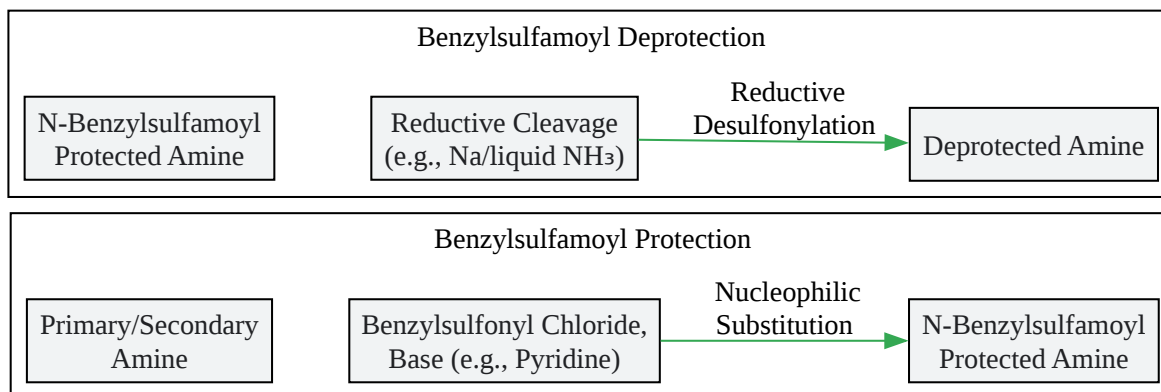 Benzylsulfamoyl Deprotection
N-Benzylsulfamoyl
Protected Amine
Reductive Cleavage
(e.g., Na/liquid NH₃)
Reductive
Desulfonylation
Deprotected Amine
Benzylsulfamoyl Protection
Primary/Secondary
Amine
Benzylsulfonyl Chloride,
Base (e.g., Pyridine)
Nucleophilic
Substitution
N-Benzylsulfamoyl
Protected Amine